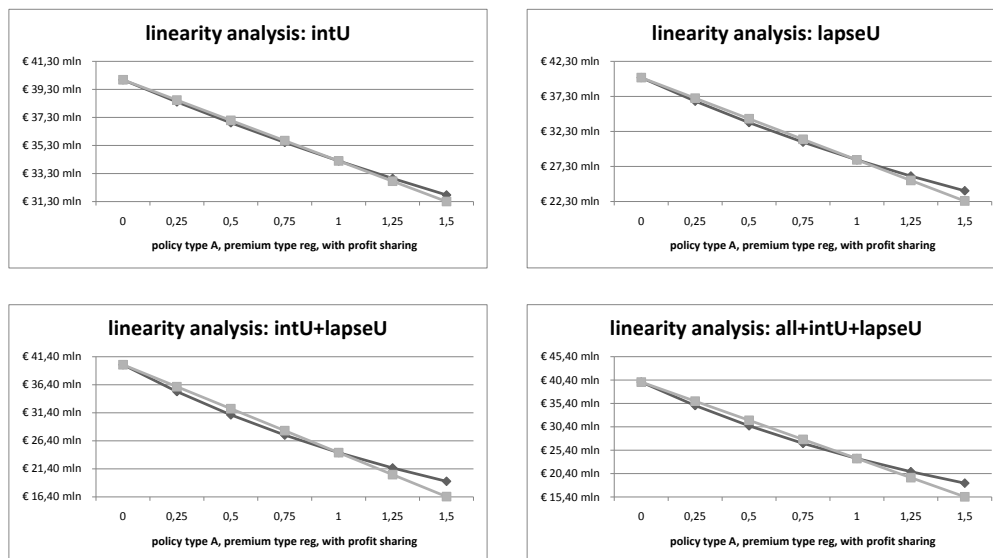 linearity analysis: intU
€ 41,30 mln
€ 39,30 mln
€ 37,30 mln
€ 35,30 mln
€ 33,30 mln
€ 31,30 mln
0 0,25 0,5 0,75 1 1,25 1,5
policy type A, premium type reg, with profit sharing
linearity analysis: lapseU
€ 42,30 mln
€ 37,30 mln
€ 32,30 mln
€ 27,30 mln
€ 22,30 mln
0 0,25 0,5 0,75 1 1,25 1,5
policy type A, premium type reg, with profit sharing
linearity analysis: intU+lapseU
€ 41,40 mln
€ 36,40 mln
€ 31,40 mln
€ 26,40 mln
€ 21,40 mln
€ 16,40 mln
0 0,25 0,5 0,75 1 1,25 1,5
policy type A, premium type reg, with profit sharing
linearity analysis: all+intU+lapseU
€ 45,40 mln
€ 40,40 mln
€ 35,40 mln
€ 30,40 mln
€ 25,40 mln
€ 20,40 mln
€ 15,40 mln
0 0,25 0,5 0,75 1 1,25 1,5
policy type A, premium type reg, with profit sharing